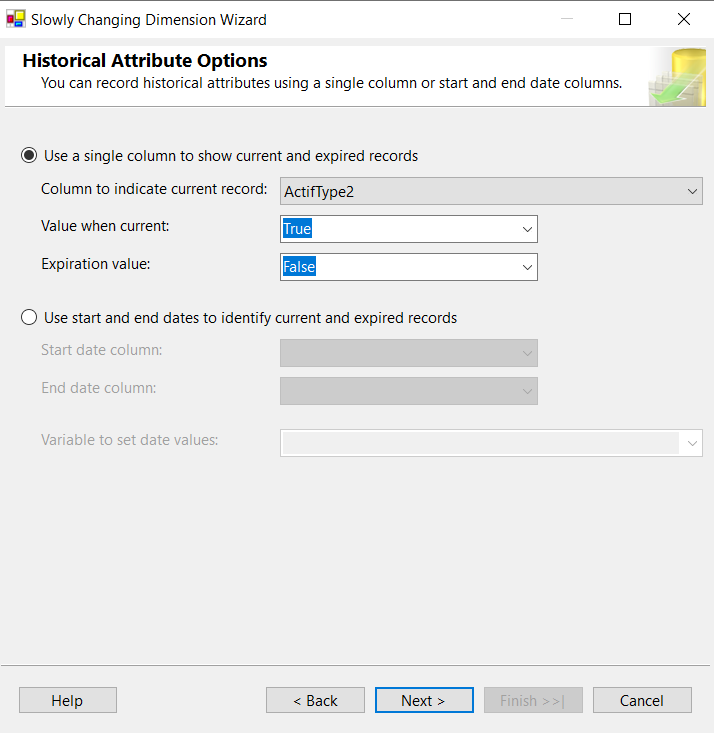 Slowly Changing Dimension Wizard
Historical Attribute Options
You can record historical attributes using a single column or start and end date columns.
Use a single column to show current and expired records
Column to indicate current record: ActifType2
Value when current: True
Expiration value: False
Use start and end dates to identify current and expired records
Start date column:
End date column:
Variable to set date values:
Help < Back Next > Finish >>| Cancel